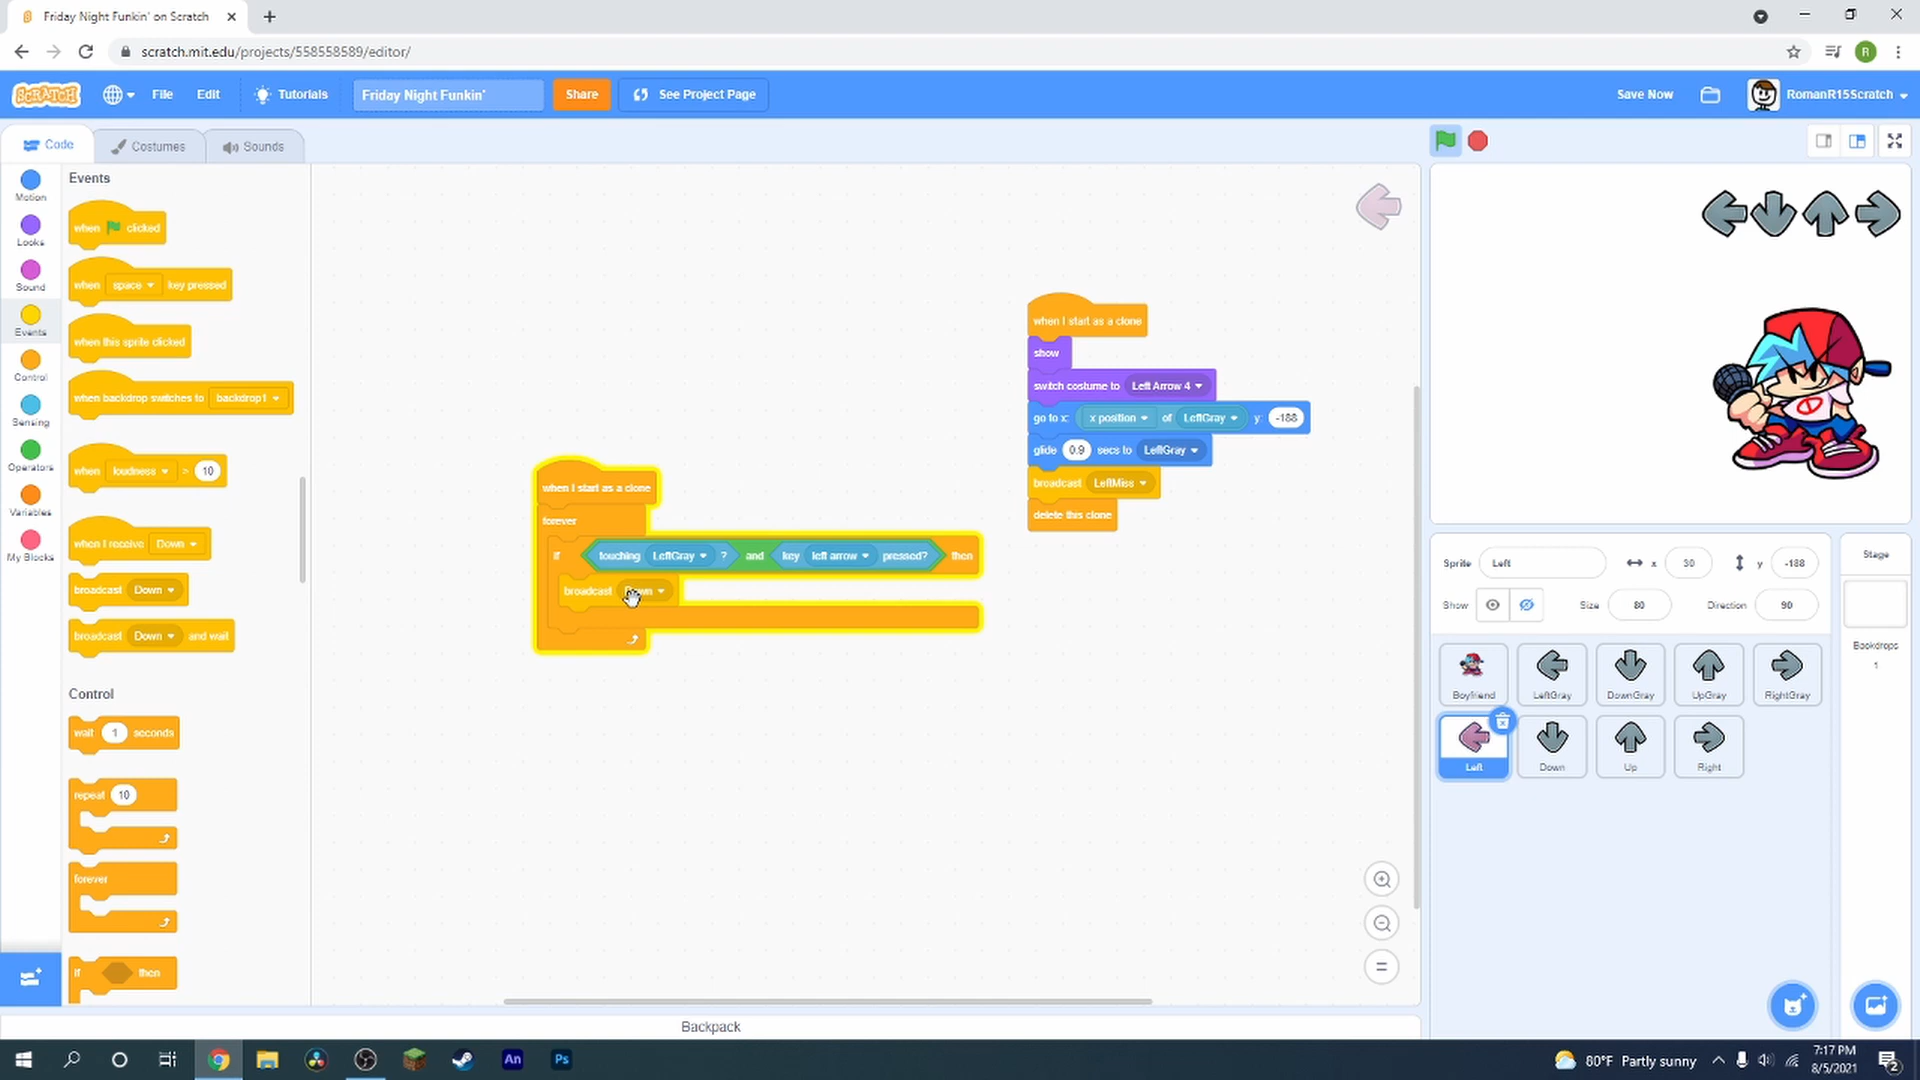 Friday Night Funkin' on Scratch
scratch.mit.edu/projects/558558589/editor/
R
SCRATCH
File
Edit
Tutorials
Friday Night Funkin'
Share
See Project Page
Save Now
RomanR15Scratch
Code
Costumes
Sounds
Motion
Looks
Sound
Events
Control
Sensing
Operators
Variables
My Blocks
Events
when clicked
when space key pressed
when this sprite clicked
when backdrop switches to backdrop1
when loudness > 10
when I receive Down
broadcast Down
broadcast Down and wait
Control
wait 1 seconds
repeat 10
forever
if then
when I start as a clone
forever
if touching LeftGray ? and key left arrow pressed? then
broadcast
when I start as a clone
show
switch costume to Left Arrow 4
go to x: x position of LeftGray y: -188
glide 0.9 secs to LeftGray
broadcast LeftMiss
delete this clone
Sprite Left x 30 y -188
Show Size 80 Direction 90
Boyfriend
LeftGray
DownGray
UpGray
RightGray
Left
Down
Up
Right
Stage
Backdrops
1
Backpack
An
Ps
80°F Partly sunny
7:17 PM
8/5/2021
2